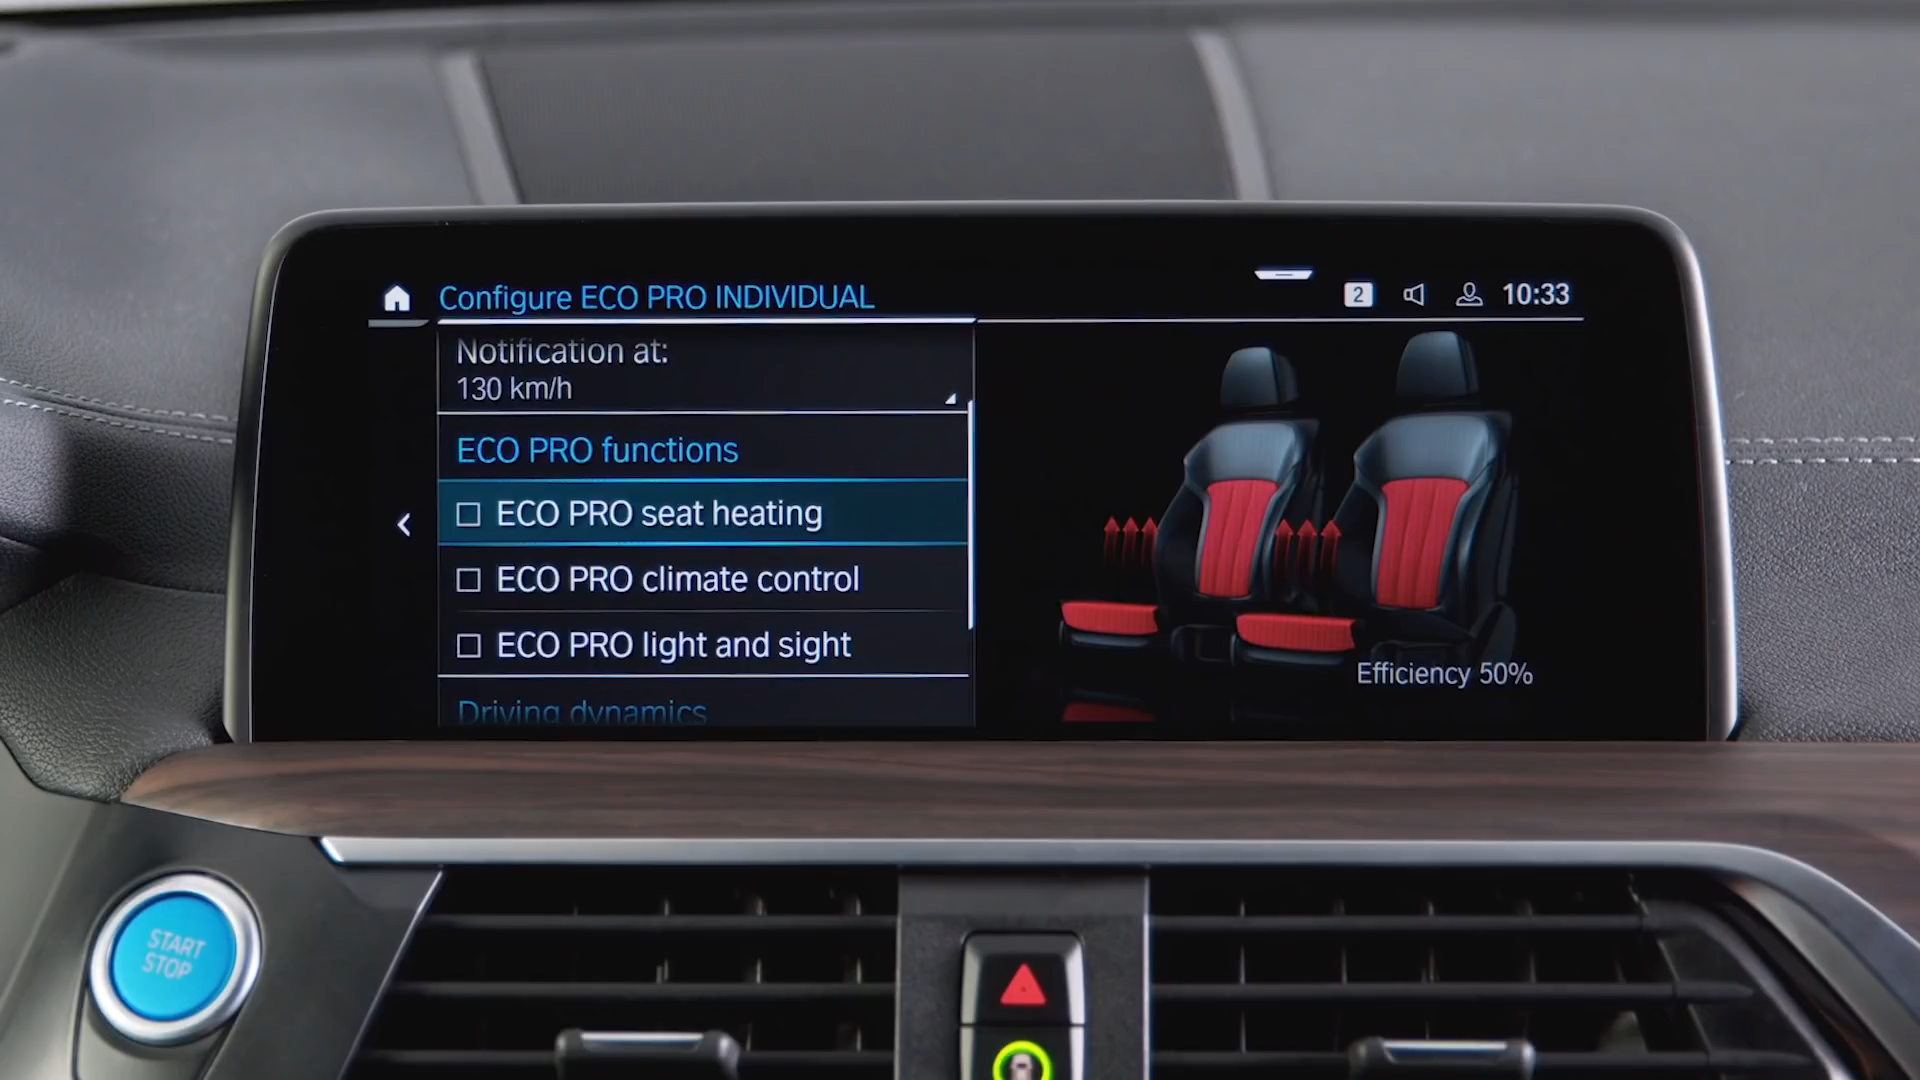 Configure ECO PRO INDIVIDUAL
2
10:33
Notification at:
130 km/h
ECO PRO functions
ECO PRO seat heating
ECO PRO climate control
ECO PRO light and sight
Efficiency 50%
Driving dynamics
START
STOP